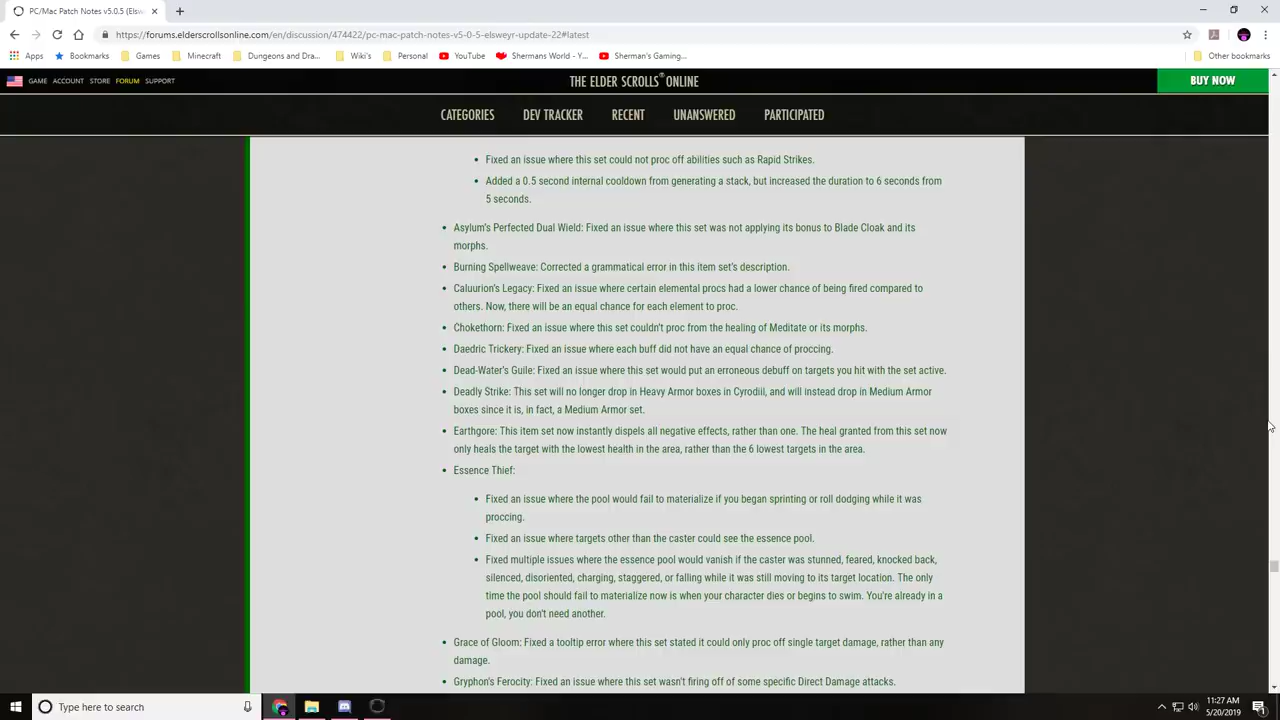 PC/Mac Patch Notes v5.0.5 (Elsw
https://forums.elderscrollsonline.com/en/discussion/474422/pc-mac-patch-notes-v5-0-5-elsweyr-update-22#latest
Apps Bookmarks Games Minecraft Dungeons and Dra... Wiki's Personal YouTube Shermans World - Y... Sherman's Gaming... Other bookmarks
GAME ACCOUNT STORE FORUM SUPPORT THE ELDER SCROLLS® ONLINE BUY NOW
CATEGORIES DEV TRACKER RECENT UNANSWERED PARTICIPATED
• Fixed an issue where this set could not proc off abilities such as Rapid Strikes.
• Added a 0.5 second internal cooldown from generating a stack, but increased the duration to 6 seconds from
5 seconds.
• Asylum's Perfected Dual Wield: Fixed an issue where this set was not applying its bonus to Blade Cloak and its
morphs.
• Burning Spellweave: Corrected a grammatical error in this item set's description.
• Caluurion's Legacy: Fixed an issue where certain elemental procs had a lower chance of being fired compared to
others. Now, there will be an equal chance for each element to proc.
• Chokethorn: Fixed an issue where this set couldn't proc from the healing of Meditate or its morphs.
• Daedric Trickery: Fixed an issue where each buff did not have an equal chance of proccing.
• Dead-Water's Guile: Fixed an issue where this set would put an erroneous debuff on targets you hit with the set active.
• Deadly Strike: This set will no longer drop in Heavy Armor boxes in Cyrodiil, and will instead drop in Medium Armor
boxes since it is, in fact, a Medium Armor set.
• Earthgore: This item set now instantly dispels all negative effects, rather than one. The heal granted from this set now
only heals the target with the lowest health in the area, rather than the 6 lowest targets in the area.
• Essence Thief:
• Fixed an issue where the pool would fail to materialize if you began sprinting or roll dodging while it was
proccing.
• Fixed an issue where targets other than the caster could see the essence pool.
• Fixed multiple issues where the essence pool would vanish if the caster was stunned, feared, knocked back,
silenced, disoriented, charging, staggered, or falling while it was still moving to its target location. The only
time the pool should fail to materialize now is when your character dies or begins to swim. You're already in a
pool, you don't need another.
• Grace of Gloom: Fixed a tooltip error where this set stated it could only proc off single target damage, rather than any
damage.
• Gryphon's Ferocity: Fixed an issue where this set wasn't firing off of some specific Direct Damage attacks.
Type here to search
11:27 AM
5/20/2019